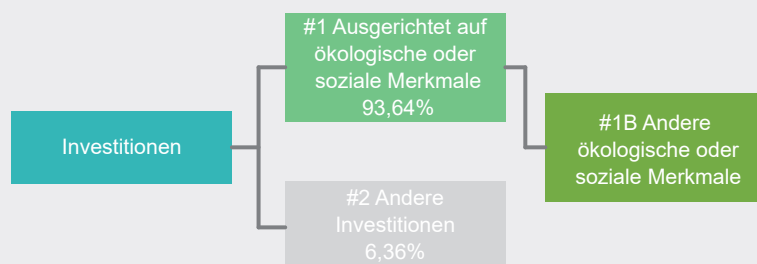 Investitionen
#1 Ausgerichtet auf
ökologische oder
soziale Merkmale
93,64%
#1B Andere
ökologische oder
soziale Merkmale
#2 Andere
Investitionen
6,36%